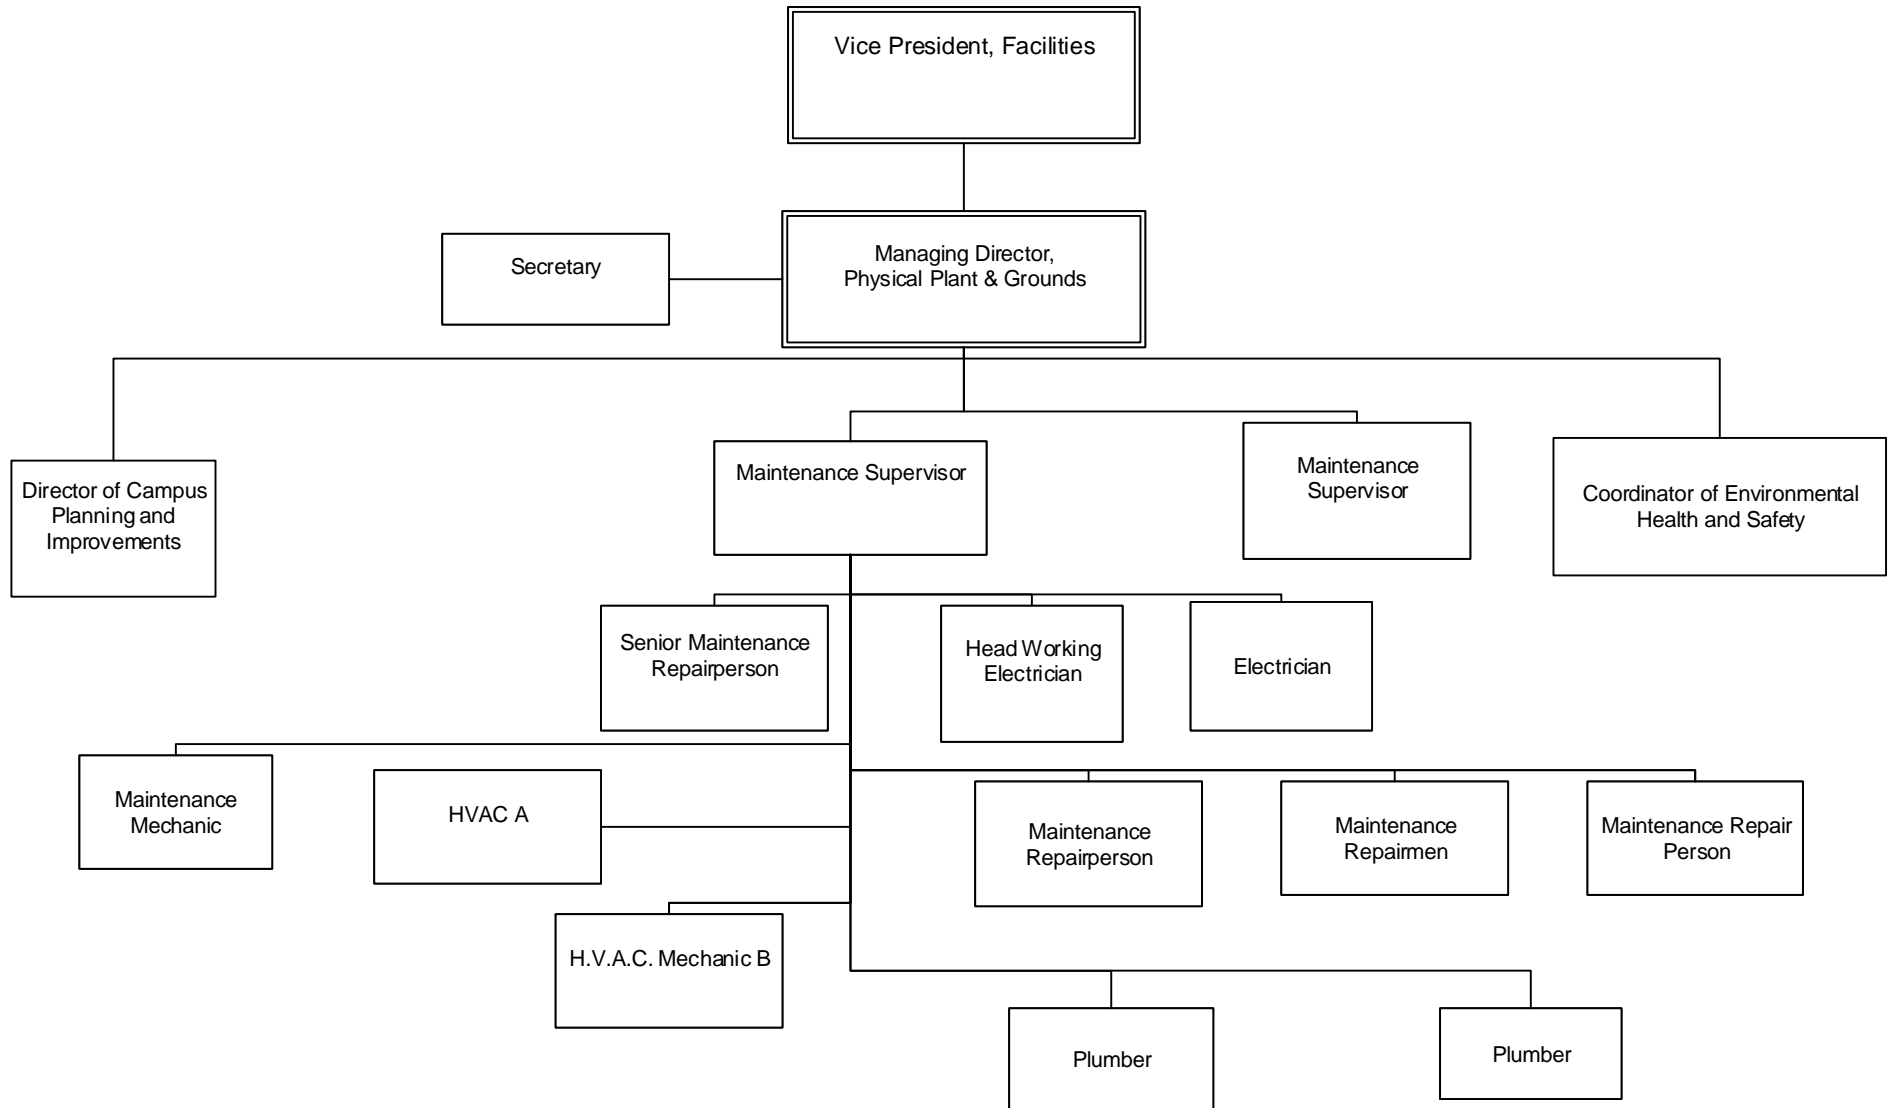 Vice President, Facilities
Secretary
Managing Director,
Physical Plant & Grounds
Director of Campus
Planning and
Improvements
Maintenance Supervisor
Maintenance
Supervisor
Coordinator of Environmental
Health and Safety
Senior Maintenance
Repairperson
Head Working
Electrician
Electrician
Maintenance
Mechanic
HVAC A
Maintenance
Repairperson
Maintenance
Repairmen
Maintenance Repair
Person
H.V.A.C. Mechanic B
Plumber
Plumber